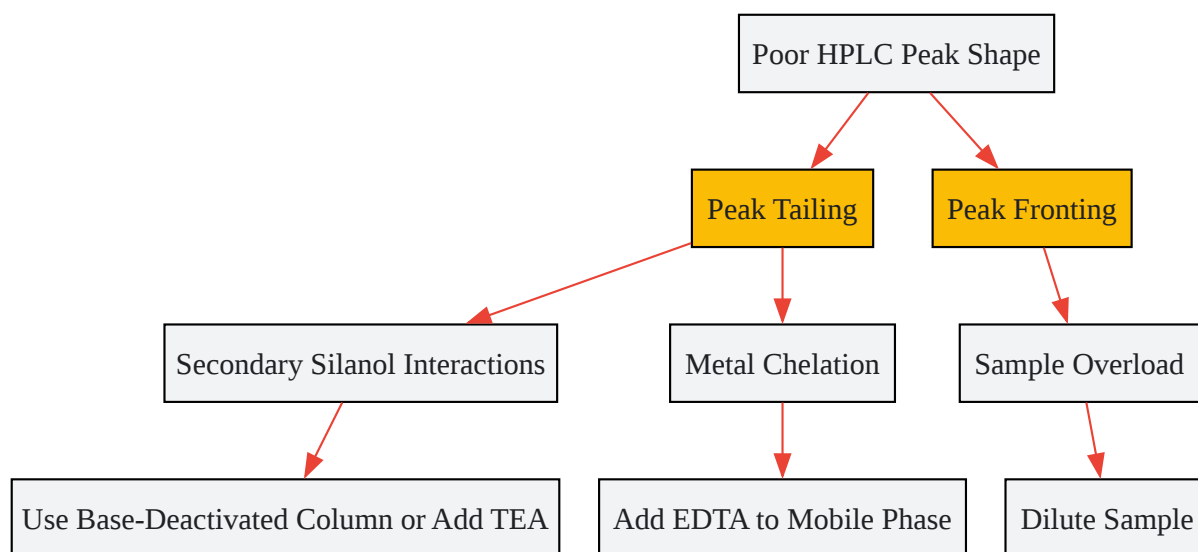 Poor HPLC Peak Shape
Peak Tailing
Peak Fronting
Secondary Silanol Interactions
Metal Chelation
Sample Overload
Use Base-Deactivated Column or Add TEA
Add EDTA to Mobile Phase
Dilute Sample